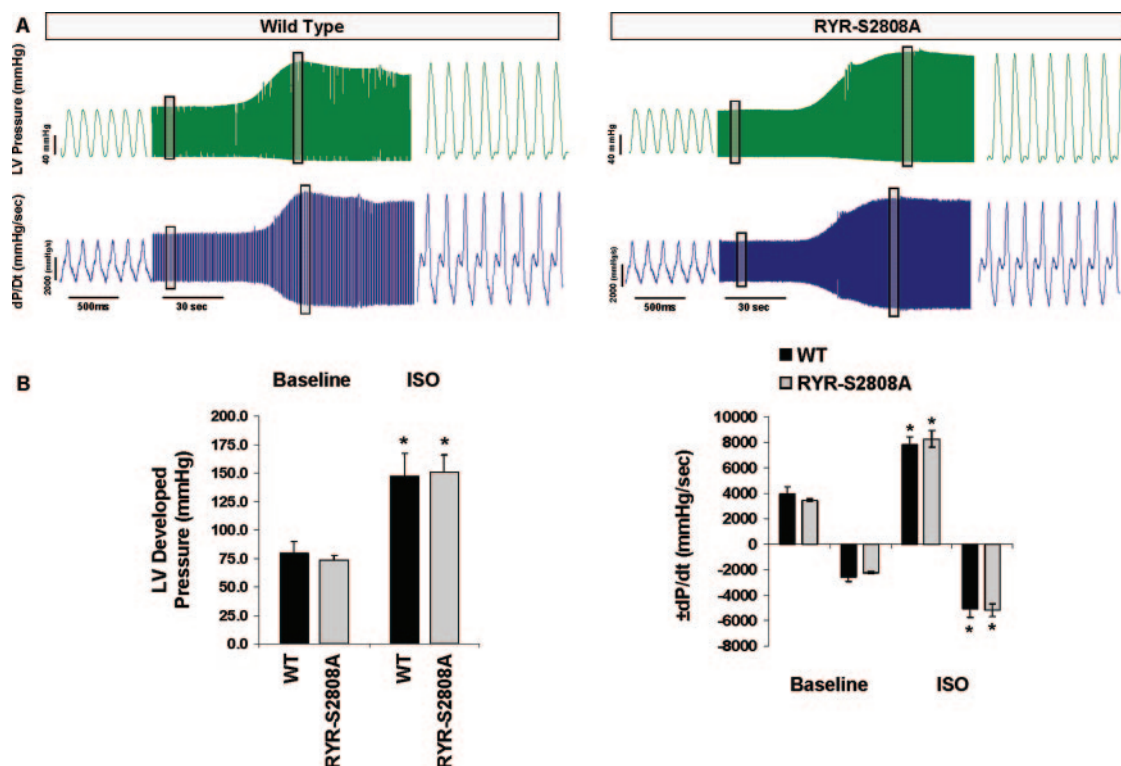 A
Wild Type
RYR-S2808A
LV Pressure (mmHg)
40 mmHg
40 mmHg
dP/Dt (mmHg/sec)
2000 (mmHg/s)
2000 (mmHg/s)
500ms
30 sec
500ms
30 sec
B
Baseline
ISO
LV Developed
Pressure (mmHg)
200.0
175.0
150.0
125.0
100.0
75.0
50.0
25.0
0.0
*
*
WT
RYR-S2808A
WT
RYR-S2808A
WT
RYR-S2808A
±dP/dt (mmHg/sec)
10000
8000
6000
4000
2000
0
-2000
-4000
-6000
-8000
*
*
*
*
Baseline
ISO